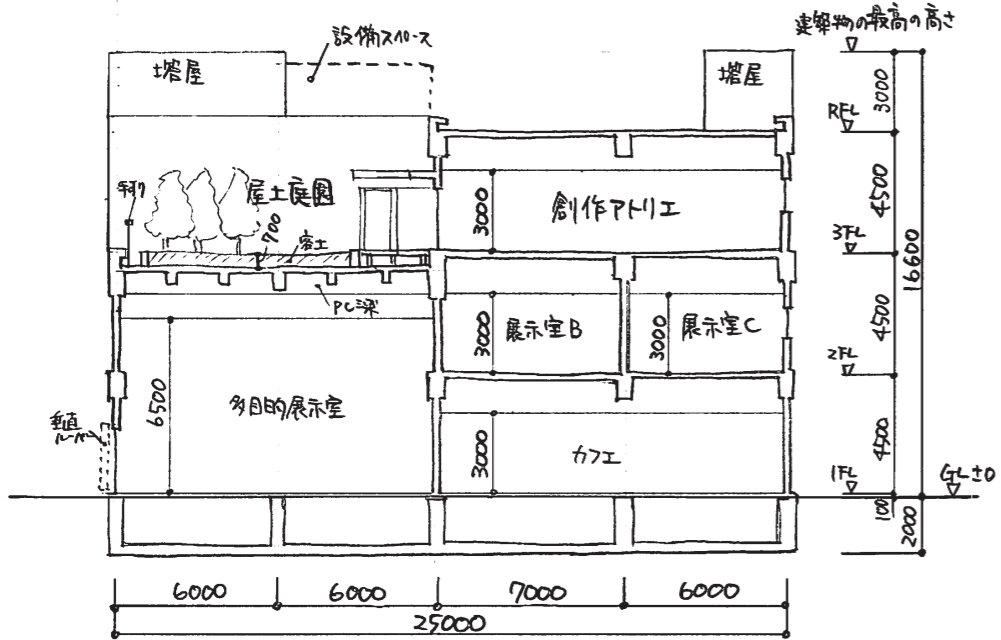 建築物の最高の高さ
設備スペース
塔屋
塔屋
3000
RFL
手すり
屋上庭園
700
客土
3000
創作アトリエ
4500
3FL
16600
PC梁
3000
展示室B
3000
展示室C
4500
2FL
6500
多目的展示室
垂直
ルーバー
3000
カフェ
4500
1FL
GL±0
100
2000
6000
6000
7000
6000
25000